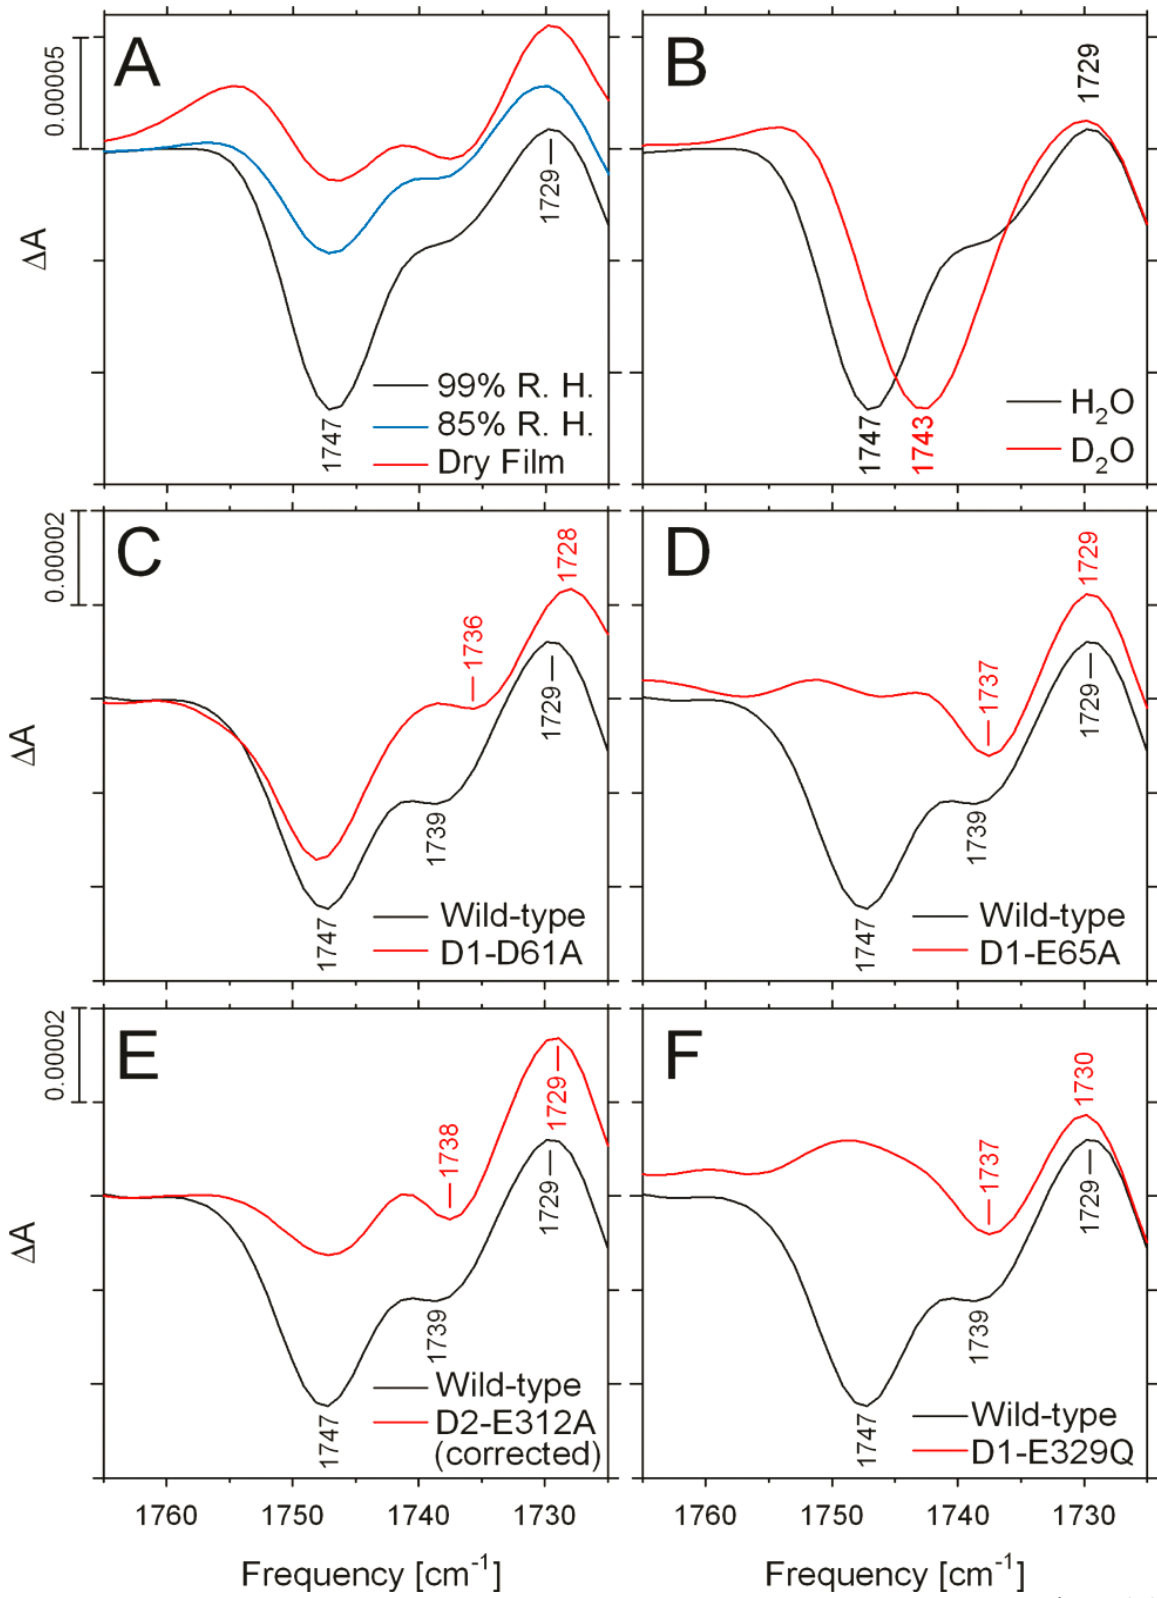 A
0.00005
ΔA
1729
1747
99% R. H.
85% R. H.
Dry Film
B
1729
1747
1743
H₂O
D₂O
C
0.00002
ΔA
1728
1736
1729
1739
1747
Wild-type
D1-D61A
D
1729
1737
1729
1739
1747
Wild-type
D1-E65A
E
0.00002
ΔA
1738
1729
1729
1739
1747
Wild-type
D2-E312A
(corrected)
F
1730
1737
1729
1739
1747
Wild-type
D1-E329Q
1760 1750 1740 1730
1760 1750 1740 1730
Frequency [cm⁻¹]
Frequency [cm⁻¹]